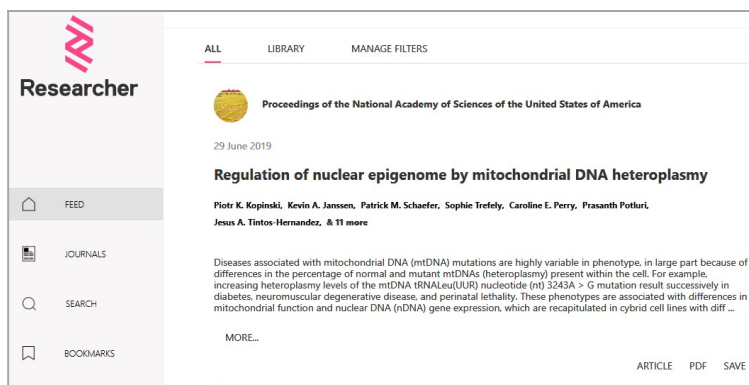 Researcher
FEED
JOURNALS
SEARCH
BOOKMARKS
ALL LIBRARY MANAGE FILTERS
Proceedings of the National Academy of Sciences of the United States of America
29 June 2019
Regulation of nuclear epigenome by mitochondrial DNA heteroplasmy
Piotr K. Kopinski, Kevin A. Janssen, Patrick M. Schaefer, Sophie Trefely, Caroline E. Perry, Prasanth Potluri,
Jesus A. Tintos-Hernandez, & 11 more
Diseases associated with mitochondrial DNA (mtDNA) mutations are highly variable in phenotype, in large part because of
differences in the percentage of normal and mutant mtDNAs (heteroplasmy) present within the cell. For example,
increasing heteroplasmy levels of the mtDNA tRNALeu(UUR) nucleotide (nt) 3243A > G mutation result successively in
diabetes, neuromuscular degenerative disease, and perinatal lethality. These phenotypes are associated with differences in
mitochondrial function and nuclear DNA (nDNA) gene expression, which are recapitulated in cybrid cell lines with diff ...
MORE...
ARTICLE PDF SAVE